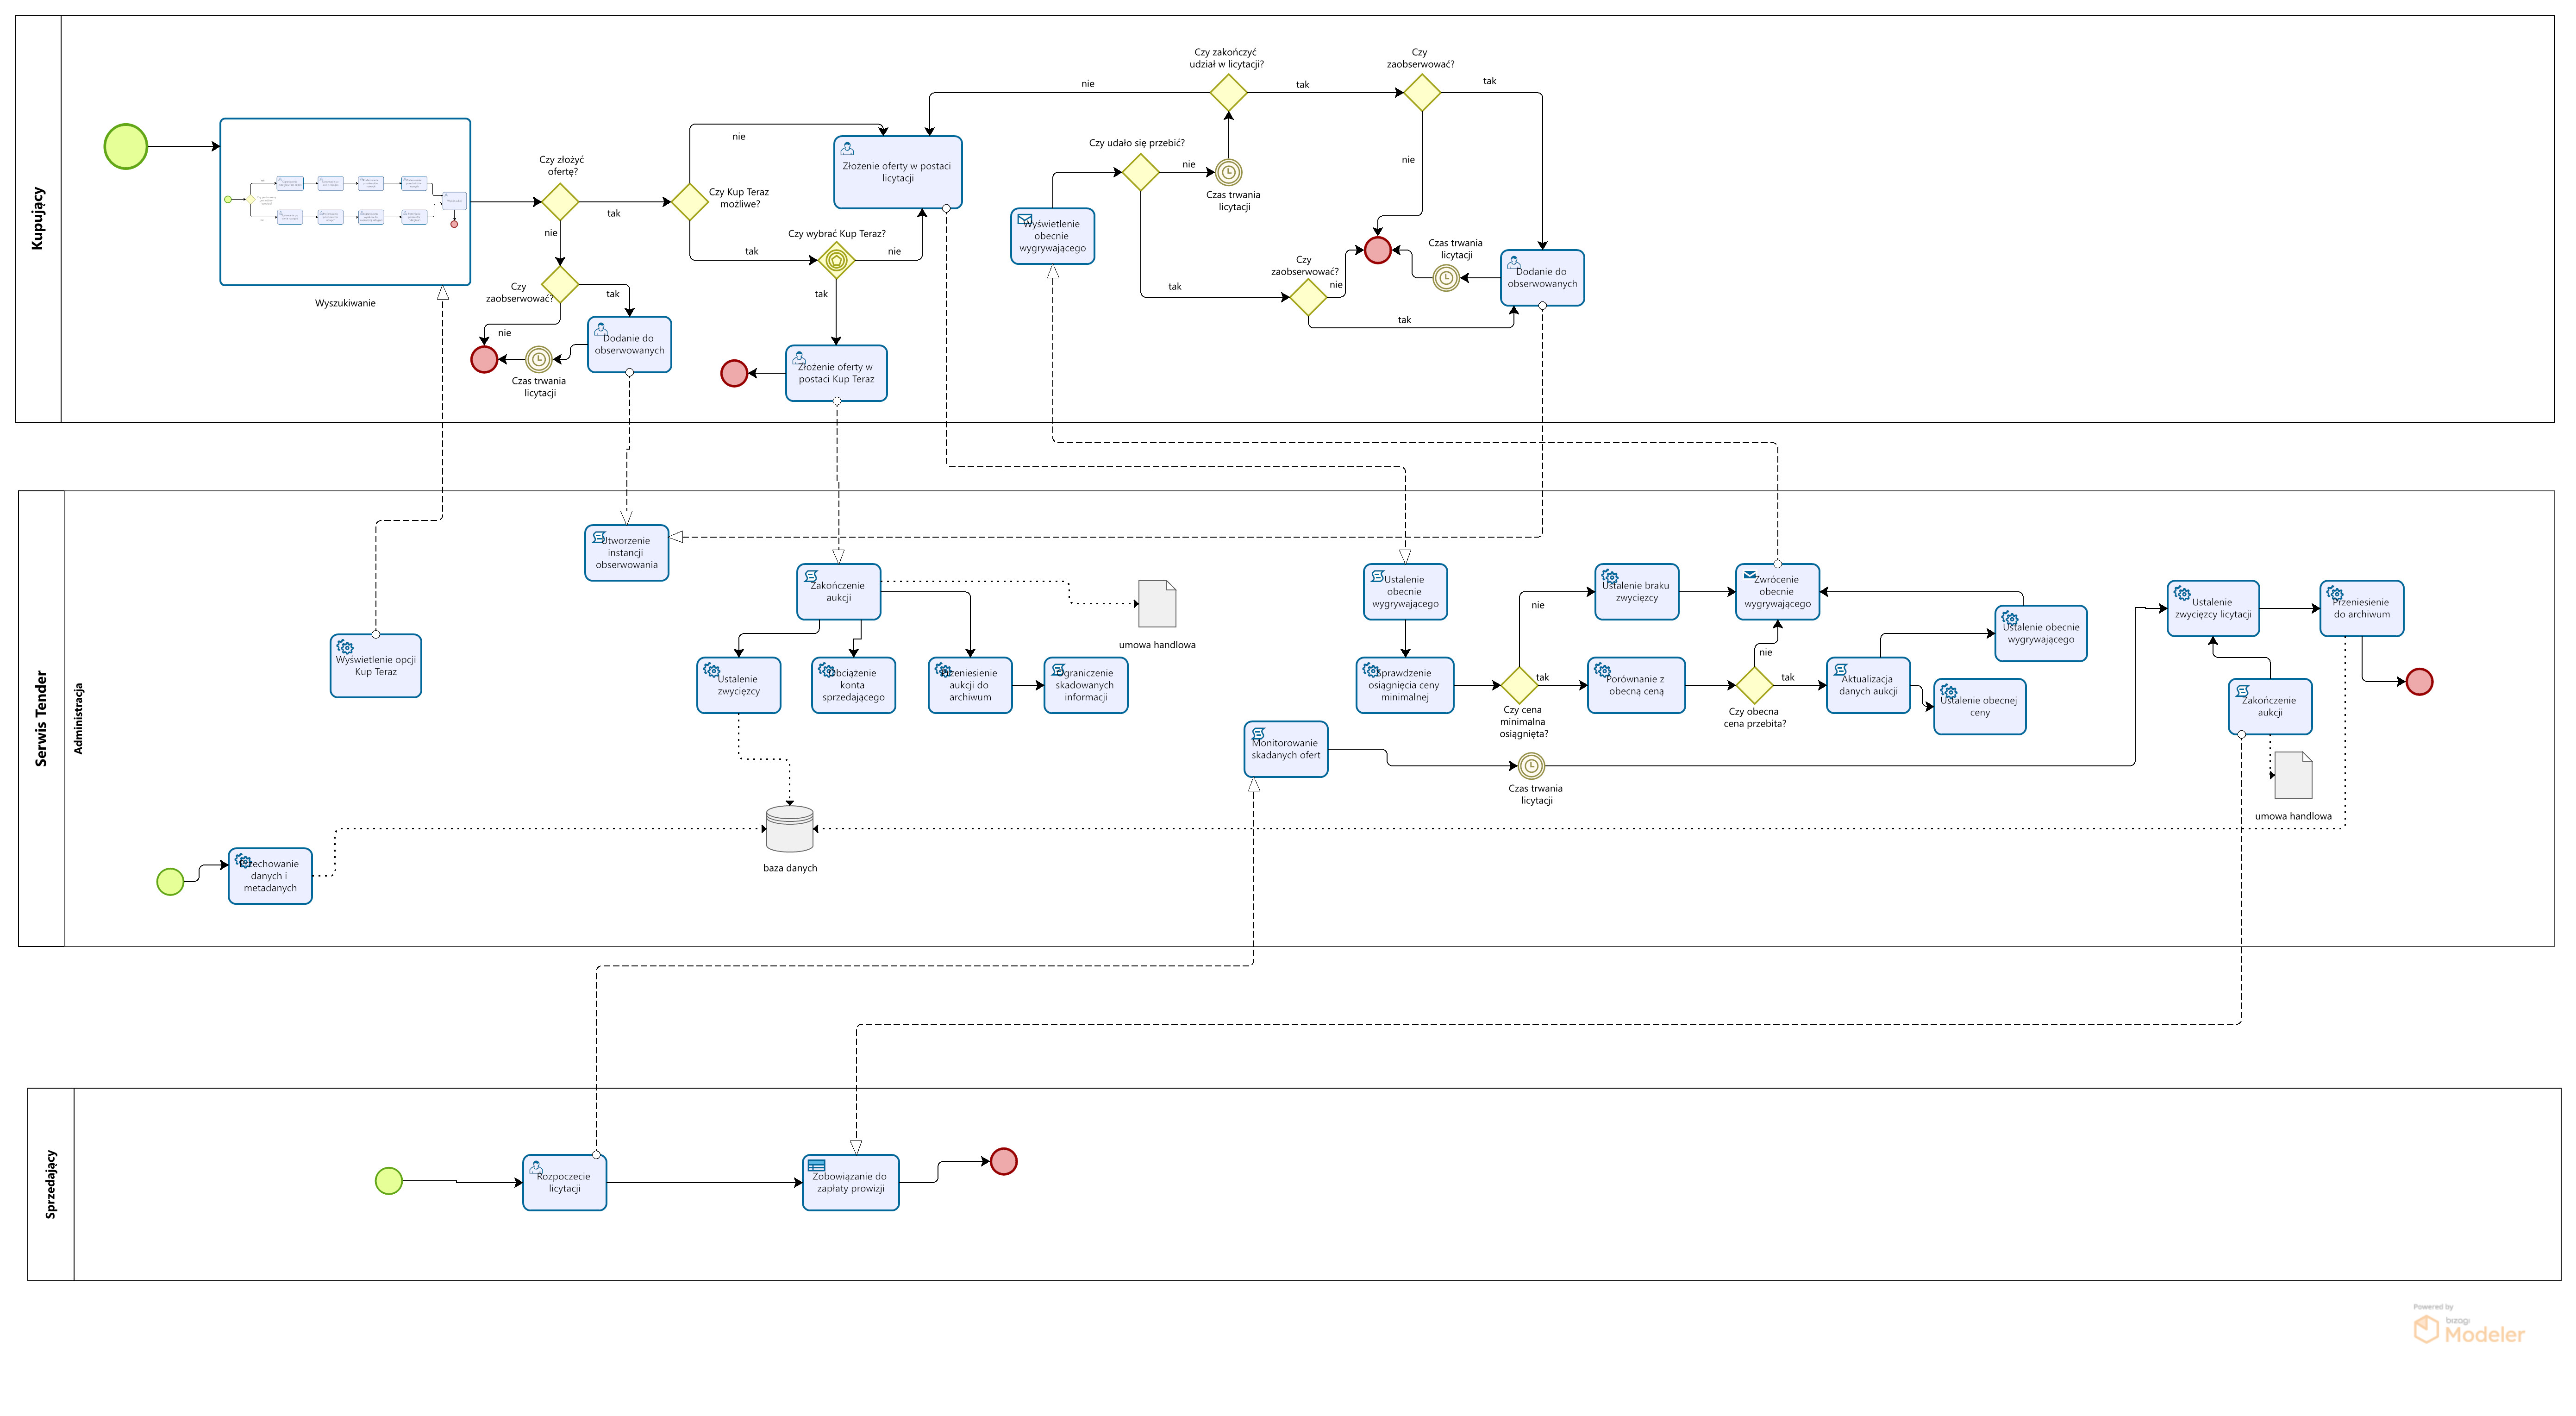 Kupujący
Czy złożyć
ofertę?
nie
tak
Wyszukiwanie
Czy
zaobserwować?
tak
nie
Dodanie do
obserwowanych
Czas trwania
licytacji
Czy Kup Teraz
możliwe?
nie
tak
Czy wybrać Kup Teraz?
nie
tak
Złożenie oferty w postaci
licytacji
Złożenie oferty w
postaci Kup Teraz
Wyświetlenie
obecnie
wygrywającego
Czy udało się przebić?
nie
tak
Czas trwania
licytacji
Czy zakończyć
udział w licytacji?
nie
tak
Czy
zaobserwować?
tak
nie
Czy
zaobserwować?
nie
tak
Czas trwania
licytacji
Dodanie do
obserwowanych
Serwis Tender
Administracja
Wyświetlenie opcji
Kup Teraz
Utworzenie
instancji
obserwowania
Zakończenie
aukcji
umowa handlowa
Ustalenie
zwycięzcy
Obciążenie
konta
sprzedającego
Przeniesienie
aukcji do
archiwum
Ograniczenie
skadowanych
informacji
Ustalenie
obecnie
wygrywającego
Sprawdzenie
osiągnięcia ceny
minimalnej
Czy cena
minimalna
osiągnięta?
nie
tak
Ustalenie braku
zwycięzcy
Porównanie z
obecną ceną
Zwrócenie
obecnie
wygrywającego
nie
tak
Czy obecna
cena przebita?
Aktualizacja
danych aukcji
Ustalenie obecnie
wygrywającego
Ustalenie obecnej
ceny
Monitorowanie
skadanych ofert
Czas trwania
licytacji
Ustalenie
zwycięzcy licytacji
Przeniesienie
do archiwum
Zakończenie
aukcji
umowa handlowa
baza danych
Przechowanie
danych i
metadanych
Sprzedający
Rozpoczecie
licytacji
Zobowiązanie do
zapłaty prowizji
Powered by
bizagi
Modeler